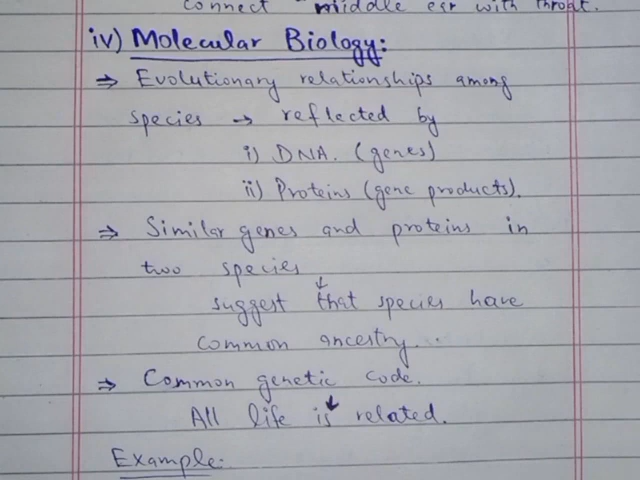 connect middle ear with throat.
iv) Molecular Biology:
⇒ Evolutionary relationships among
species → reflected by
i) DNA. (genes)
ii) Proteins (gene products).
⇒ Similar genes and proteins in
two species
↓
suggest that species have
common ancestry...
⇒ Common genetic code.
↓
All life is related.
Example:-